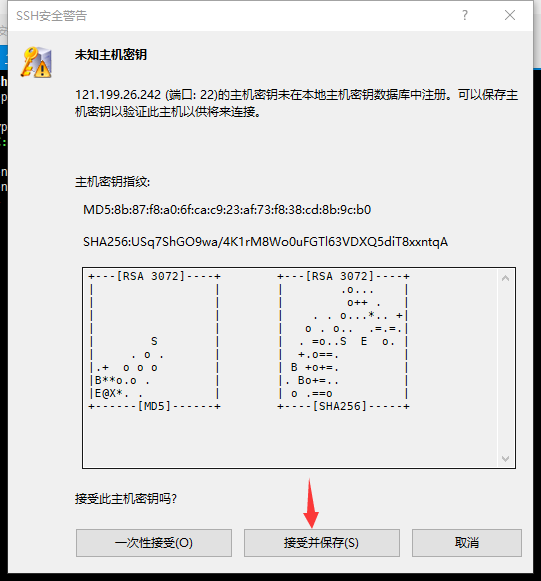 SSH安全警告
未知主机密钥
121.199.26.242 (端口: 22)的主机密钥未在本地主机密钥数据库中注册。可以保存主
机密钥以验证此主机以供将来连接。
主机密钥指纹:
MD5:8b:87:f8:a0:6f:ca:c9:23:af:73:f8:38:cd:8b:9c:b0
SHA256:USq7ShGO9wa/4K1rM8Wo0uFGTl63VDXQ5diT8xxntqA
+---[RSA 3072]----+        +---[RSA 3072]----+
|                 |        |        .o...    |
|                 |        |         o++ .   |
|                 |        |    . . o...*.. +|
|                 |        |   o . o..  .=.=.|
|        S        |        |  . =o..S  E  o. |
|     . o .       |        |  +.o==.         |
|.+  o o o        |        | B +o+=.         |
|B**o.o .         |        |. Bo+=..         |
|E@X*. .          |        | o .==o          |
+------[MD5]------+        +----[SHA256]-----+
接受此主机密钥吗?
一次性接受(O)
接受并保存(S)
取消